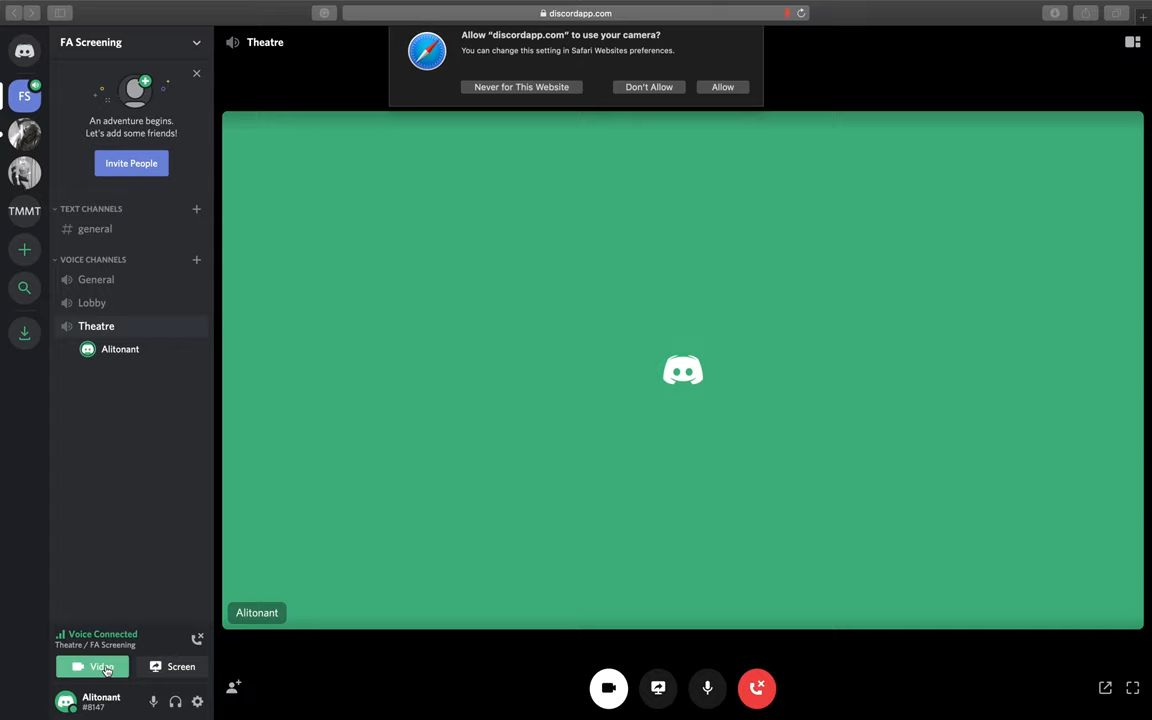 discordapp.com
FA Screening
Theatre
Allow "discordapp.com" to use your camera?
You can change this setting in Safari Websites preferences.
Never for This Website
Don't Allow
Allow
FS
An adventure begins.
Let's add some friends!
Invite People
TEXT CHANNELS
TMMT
# general
VOICE CHANNELS
General
Lobby
Theatre
Alitonant
Alitonant
Voice Connected
Theatre / FA Screening
Video
Screen
Alitonant
#8147